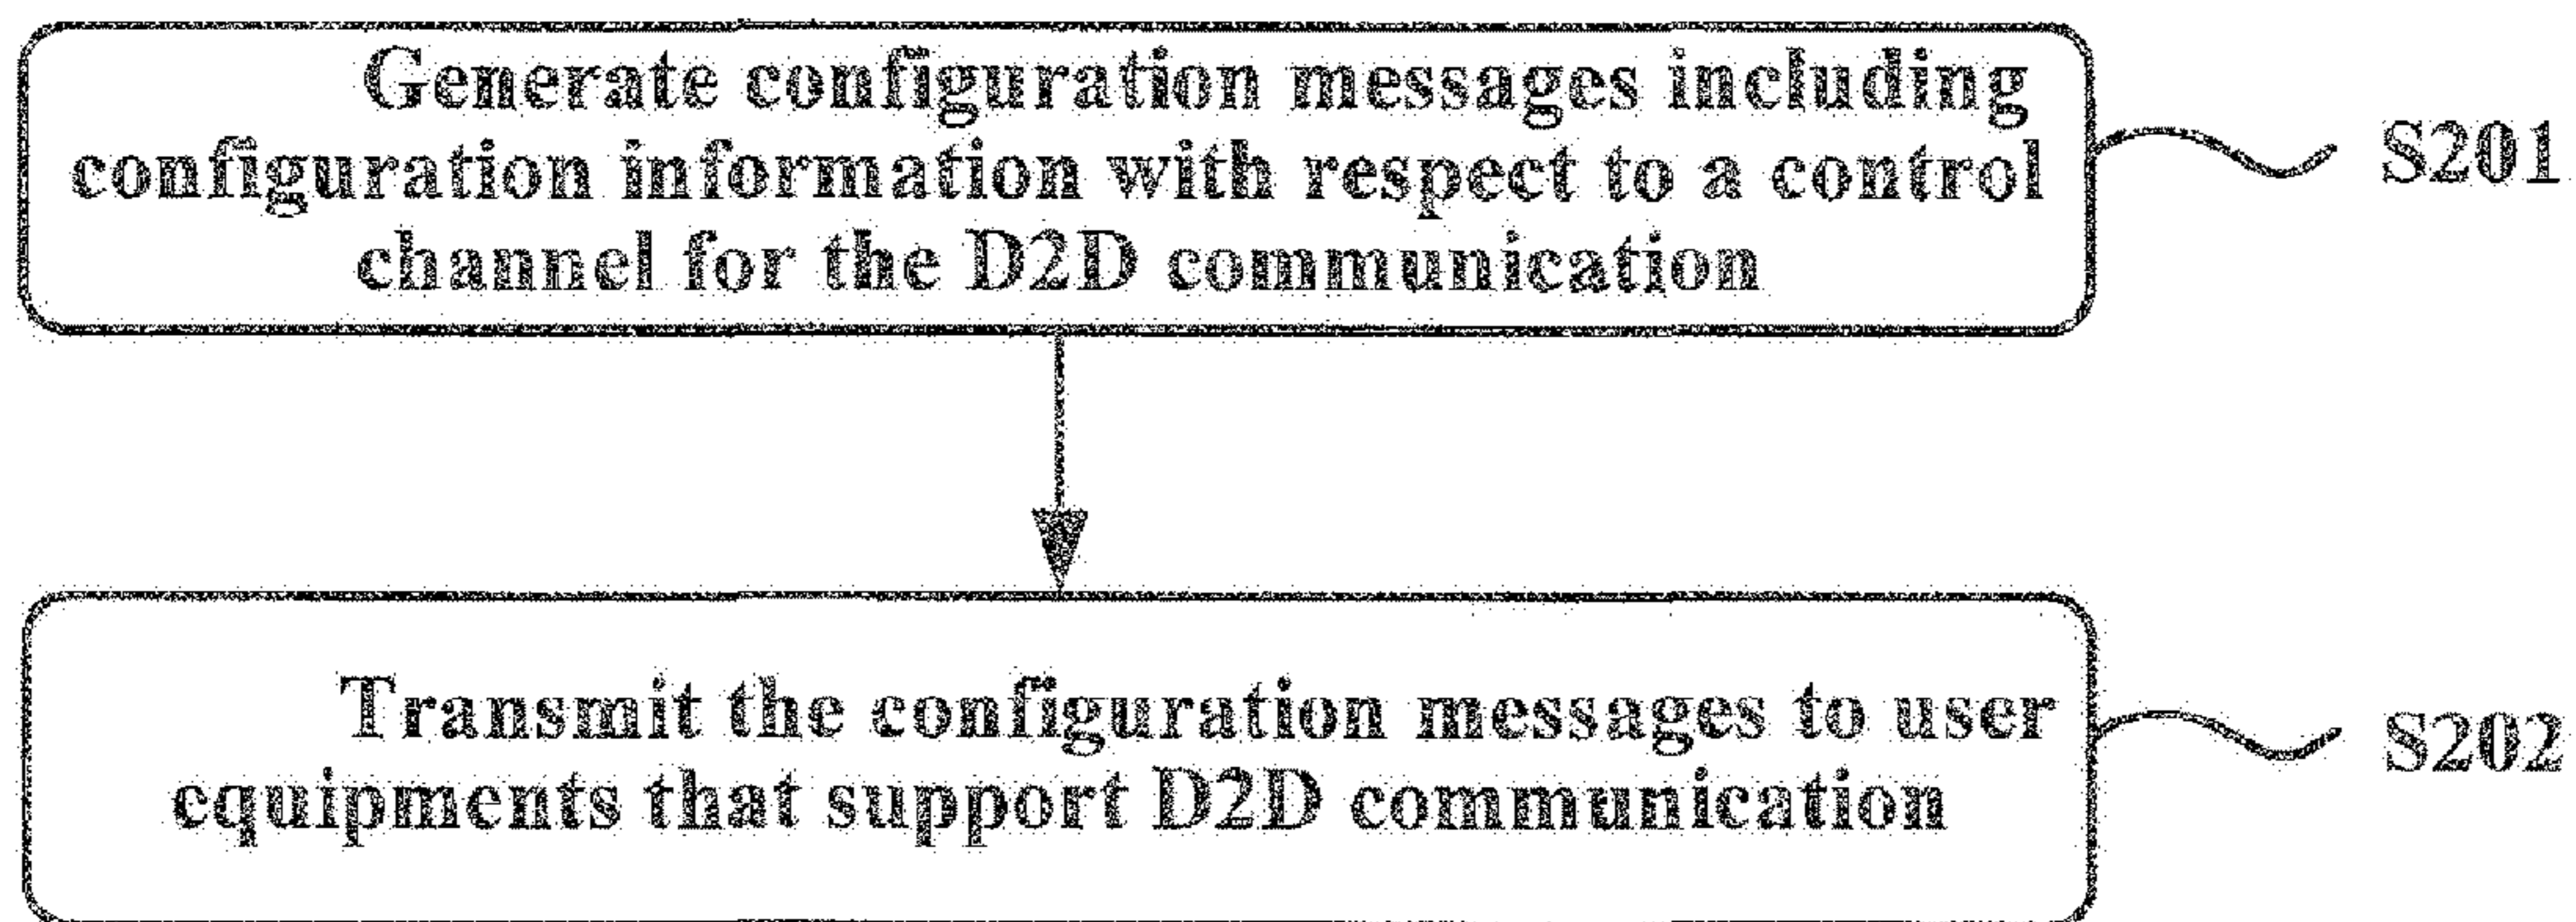 Generate configuration messages including
configuration information with respect to a control
channel for the D2D communication
S201
Transmit the configuration messages to user
equipments that support D2D communication
S202